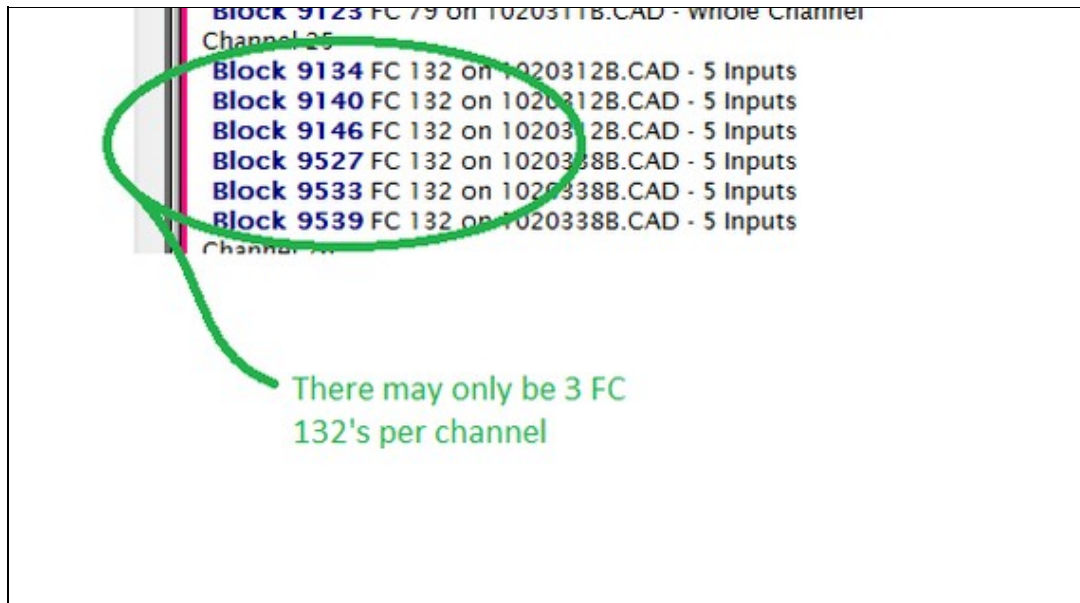 Block 9123 FC 79 on 1020311B.CAD - Whole Channel
Channel 25
Block 9134 FC 132 on 1020312B.CAD - 5 Inputs
Block 9140 FC 132 on 1020312B.CAD - 5 Inputs
Block 9146 FC 132 on 1020312B.CAD - 5 Inputs
Block 9527 FC 132 on 1020338B.CAD - 5 Inputs
Block 9533 FC 132 on 1020338B.CAD - 5 Inputs
Block 9539 FC 132 on 1020338B.CAD - 5 Inputs
Channel
There may only be 3 FC
132's per channel